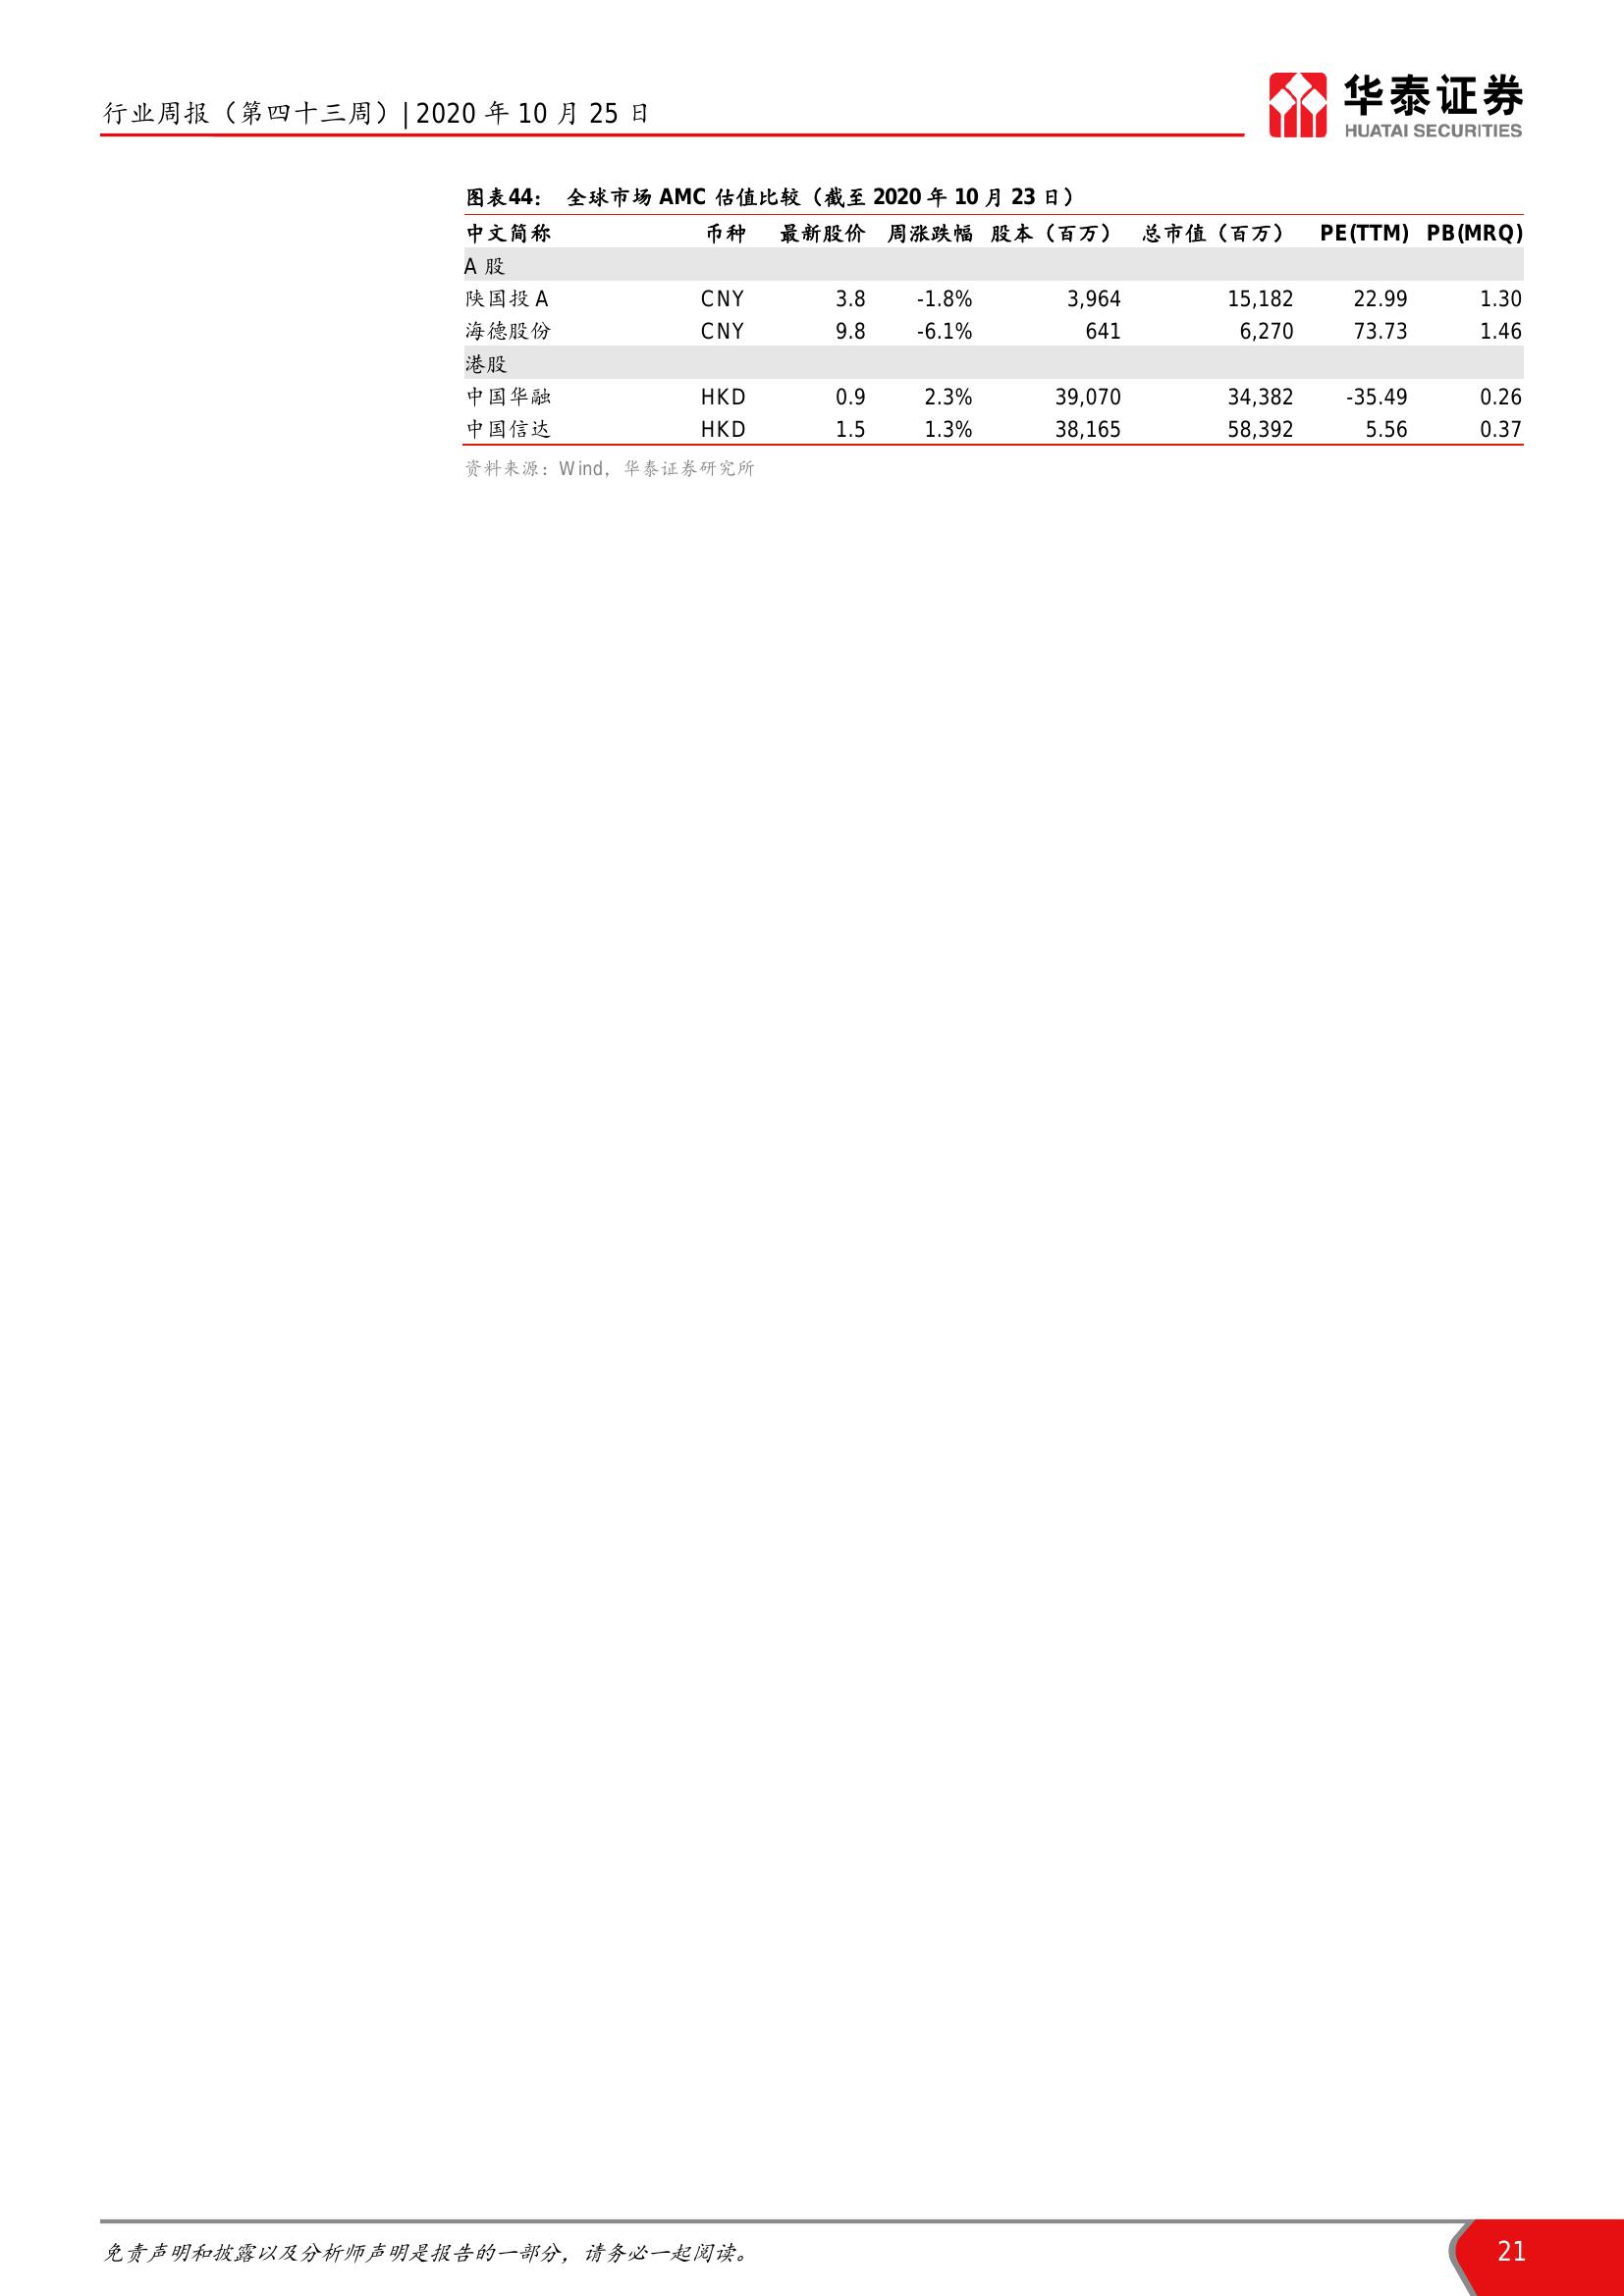 行业周报（第四十三周）| 2020 年 10 月 25 日
华泰证券
HUATAI SECURITIES
图表44： 全球市场 AMC 估值比较（截至 2020 年 10 月 23 日）
中文简称 币种 最新股价 周涨跌幅 股本（百万） 总市值（百万） PE(TTM) PB(MRQ)
A 股
陕国投 A CNY 3.8 -1.8% 3,964 15,182 22.99 1.30
海德股份 CNY 9.8 -6.1% 641 6,270 73.73 1.46
港股
中国华融 HKD 0.9 2.3% 39,070 34,382 -35.49 0.26
中国信达 HKD 1.5 1.3% 38,165 58,392 5.56 0.37
资料来源：Wind，华泰证券研究所
免责声明和披露以及分析师声明是报告的一部分，请务必一起阅读。
21